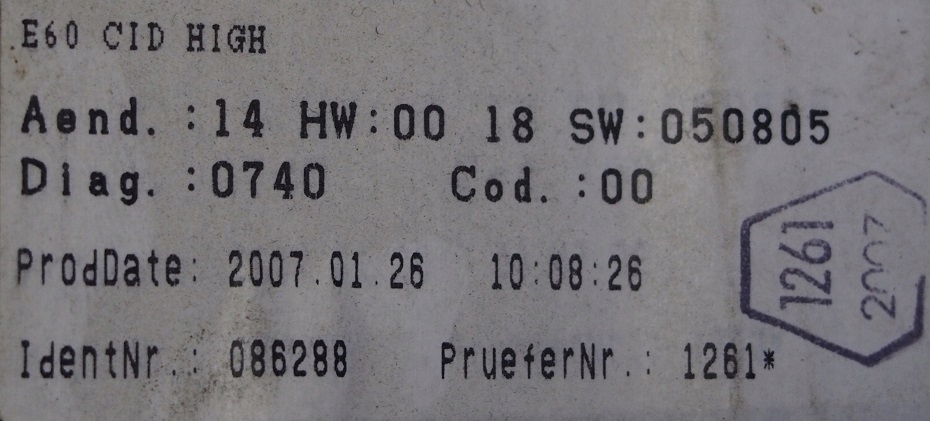 E60 CID HIGH
Aend. :14 HW:00 18 SW:050805
Diag. :0740 Cod. :00
ProdDate: 2007.01.26 10:08:26
IdentNr.: 086288 PrueferNr.: 1261*
1261
2007